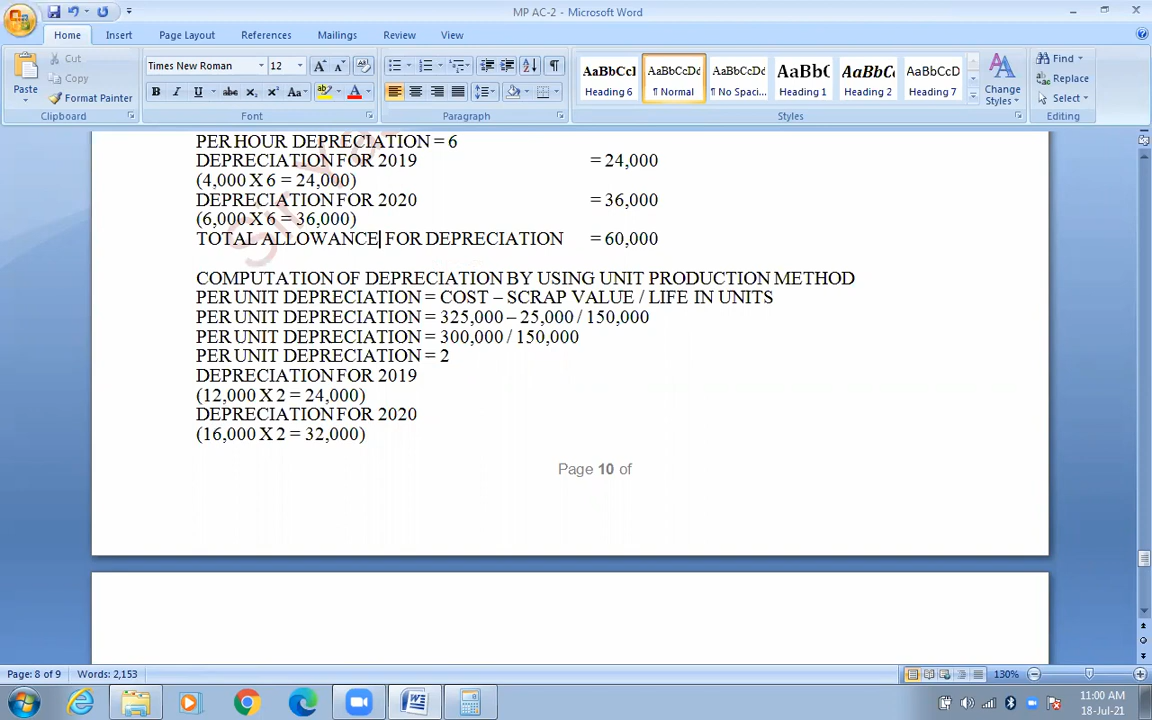 MP AC-2 - Microsoft Word
Home Insert Page Layout References Mailings Review View
Paste
Cut
Copy
Format Painter
Clipboard
Times New Roman 12
Font
Paragraph
AaBbCcI AaBbCcDd AaBbCcDd AaBbC AaBbCc AaBbCcD
Heading 6 ¶ Normal ¶ No Spaci... Heading 1 Heading 2 Heading 7
Change Styles
Styles
Find
Replace
Select
Editing
PER HOUR DEPRECIATION = 6
DEPRECIATION FOR 2019 = 24,000
(4,000 X 6 = 24,000)
DEPRECIATION FOR 2020 = 36,000
(6,000 X 6 = 36,000)
TOTAL ALLOWANCE FOR DEPRECIATION = 60,000
COMPUTATION OF DEPRECIATION BY USING UNIT PRODUCTION METHOD
PER UNIT DEPRECIATION = COST – SCRAP VALUE / LIFE IN UNITS
PER UNIT DEPRECIATION = 325,000 – 25,000 / 150,000
PER UNIT DEPRECIATION = 300,000 / 150,000
PER UNIT DEPRECIATION = 2
DEPRECIATION FOR 2019
(12,000 X 2 = 24,000)
DEPRECIATION FOR 2020
(16,000 X 2 = 32,000)
Page 10 of
Page: 8 of 9 Words: 2,153 130%
11:00 AM
18-Jul-21